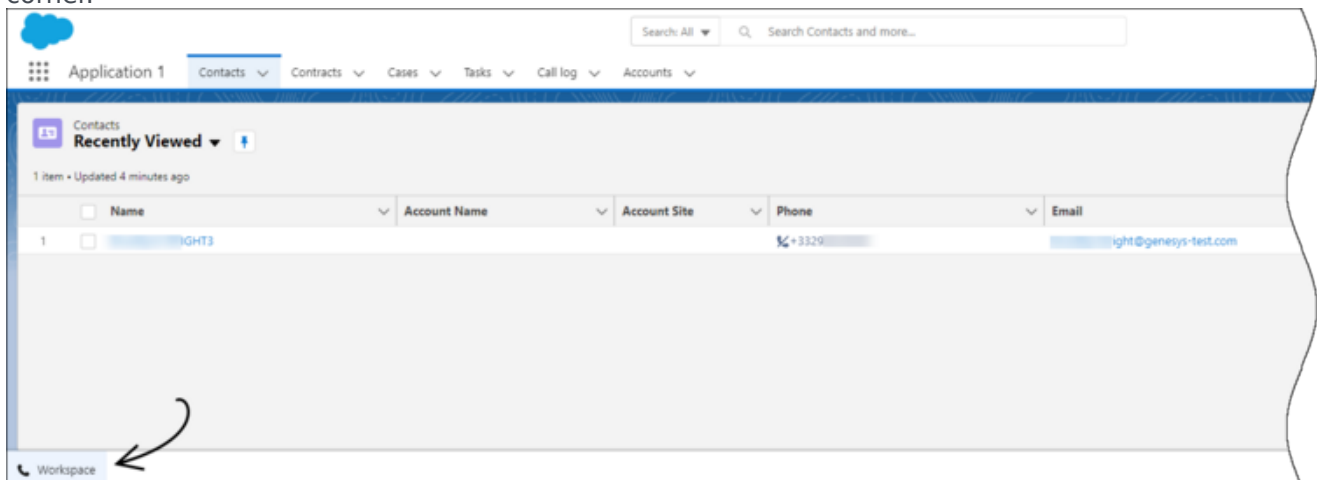 corner.
Search: All Search Contacts and more...
Application 1 Contacts Contracts Cases Tasks Call log Accounts
Contacts
Recently Viewed
1 item • Updated 4 minutes ago
Name Account Name Account Site Phone Email
1 IGHT3 +3329 ight@genesys-test.com
Workspace